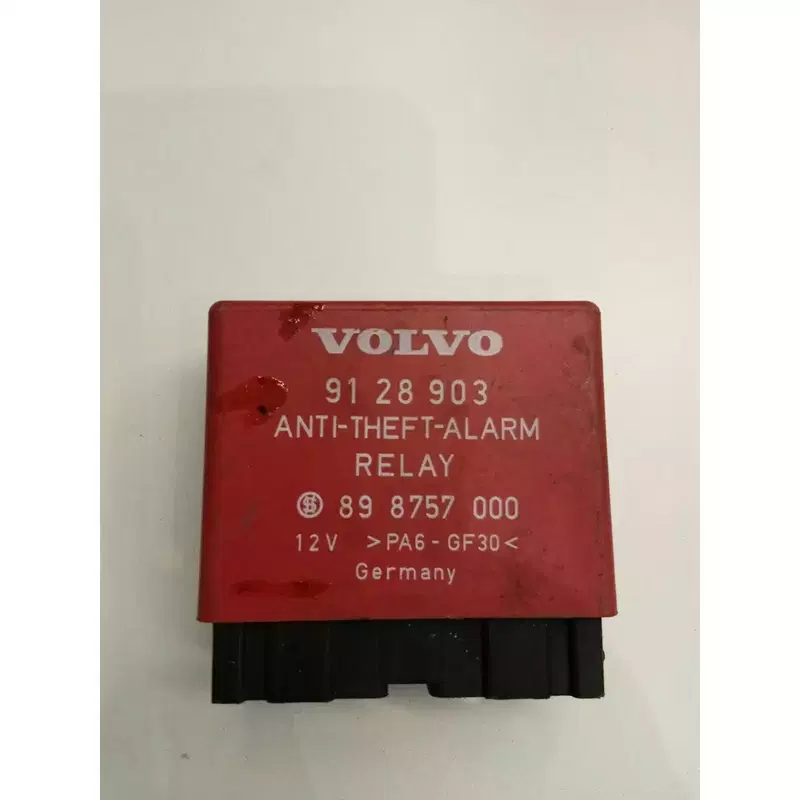 VOLVO
91 28 903
ANTI-THEFT-ALARM
RELAY
89 8757 000
12V >PA6-GF30<
Germany